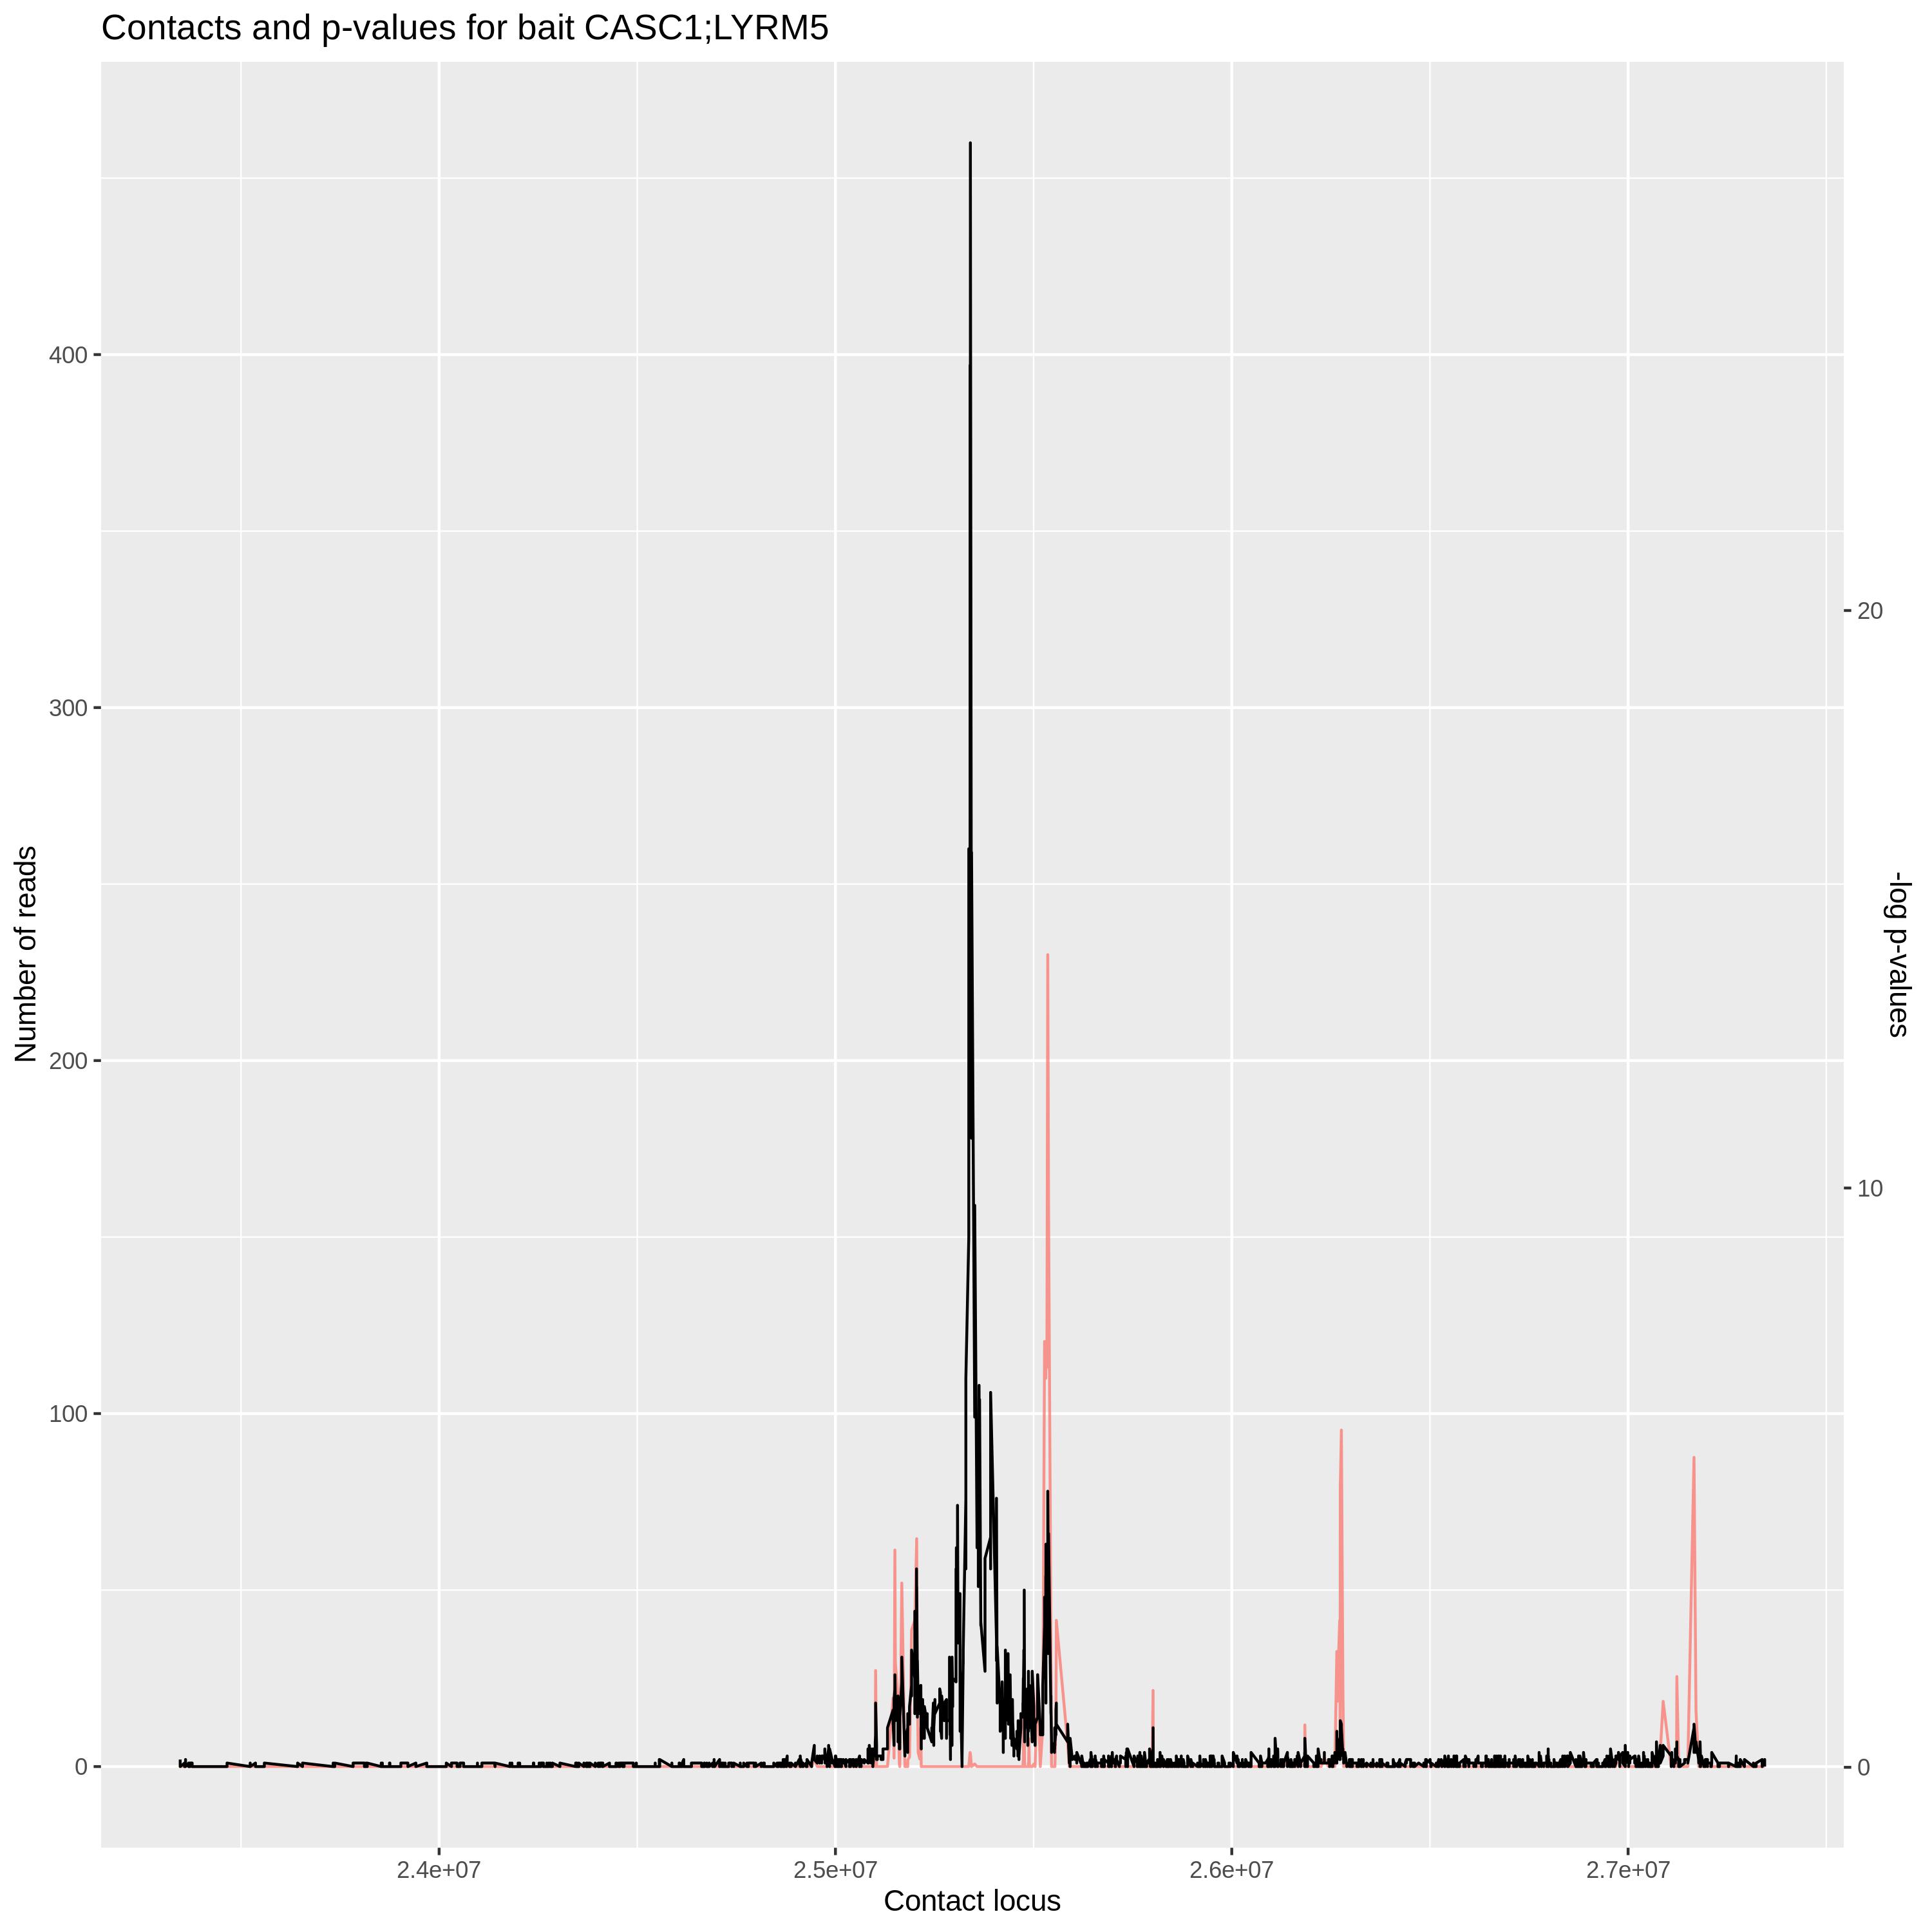 Contacts and p-values for bait CASC1;LYRM5
Number of reads
400
300
200
100
0
20
10
0
-log p-values
2.4e+07
2.5e+07
2.6e+07
2.7e+07
Contact locus